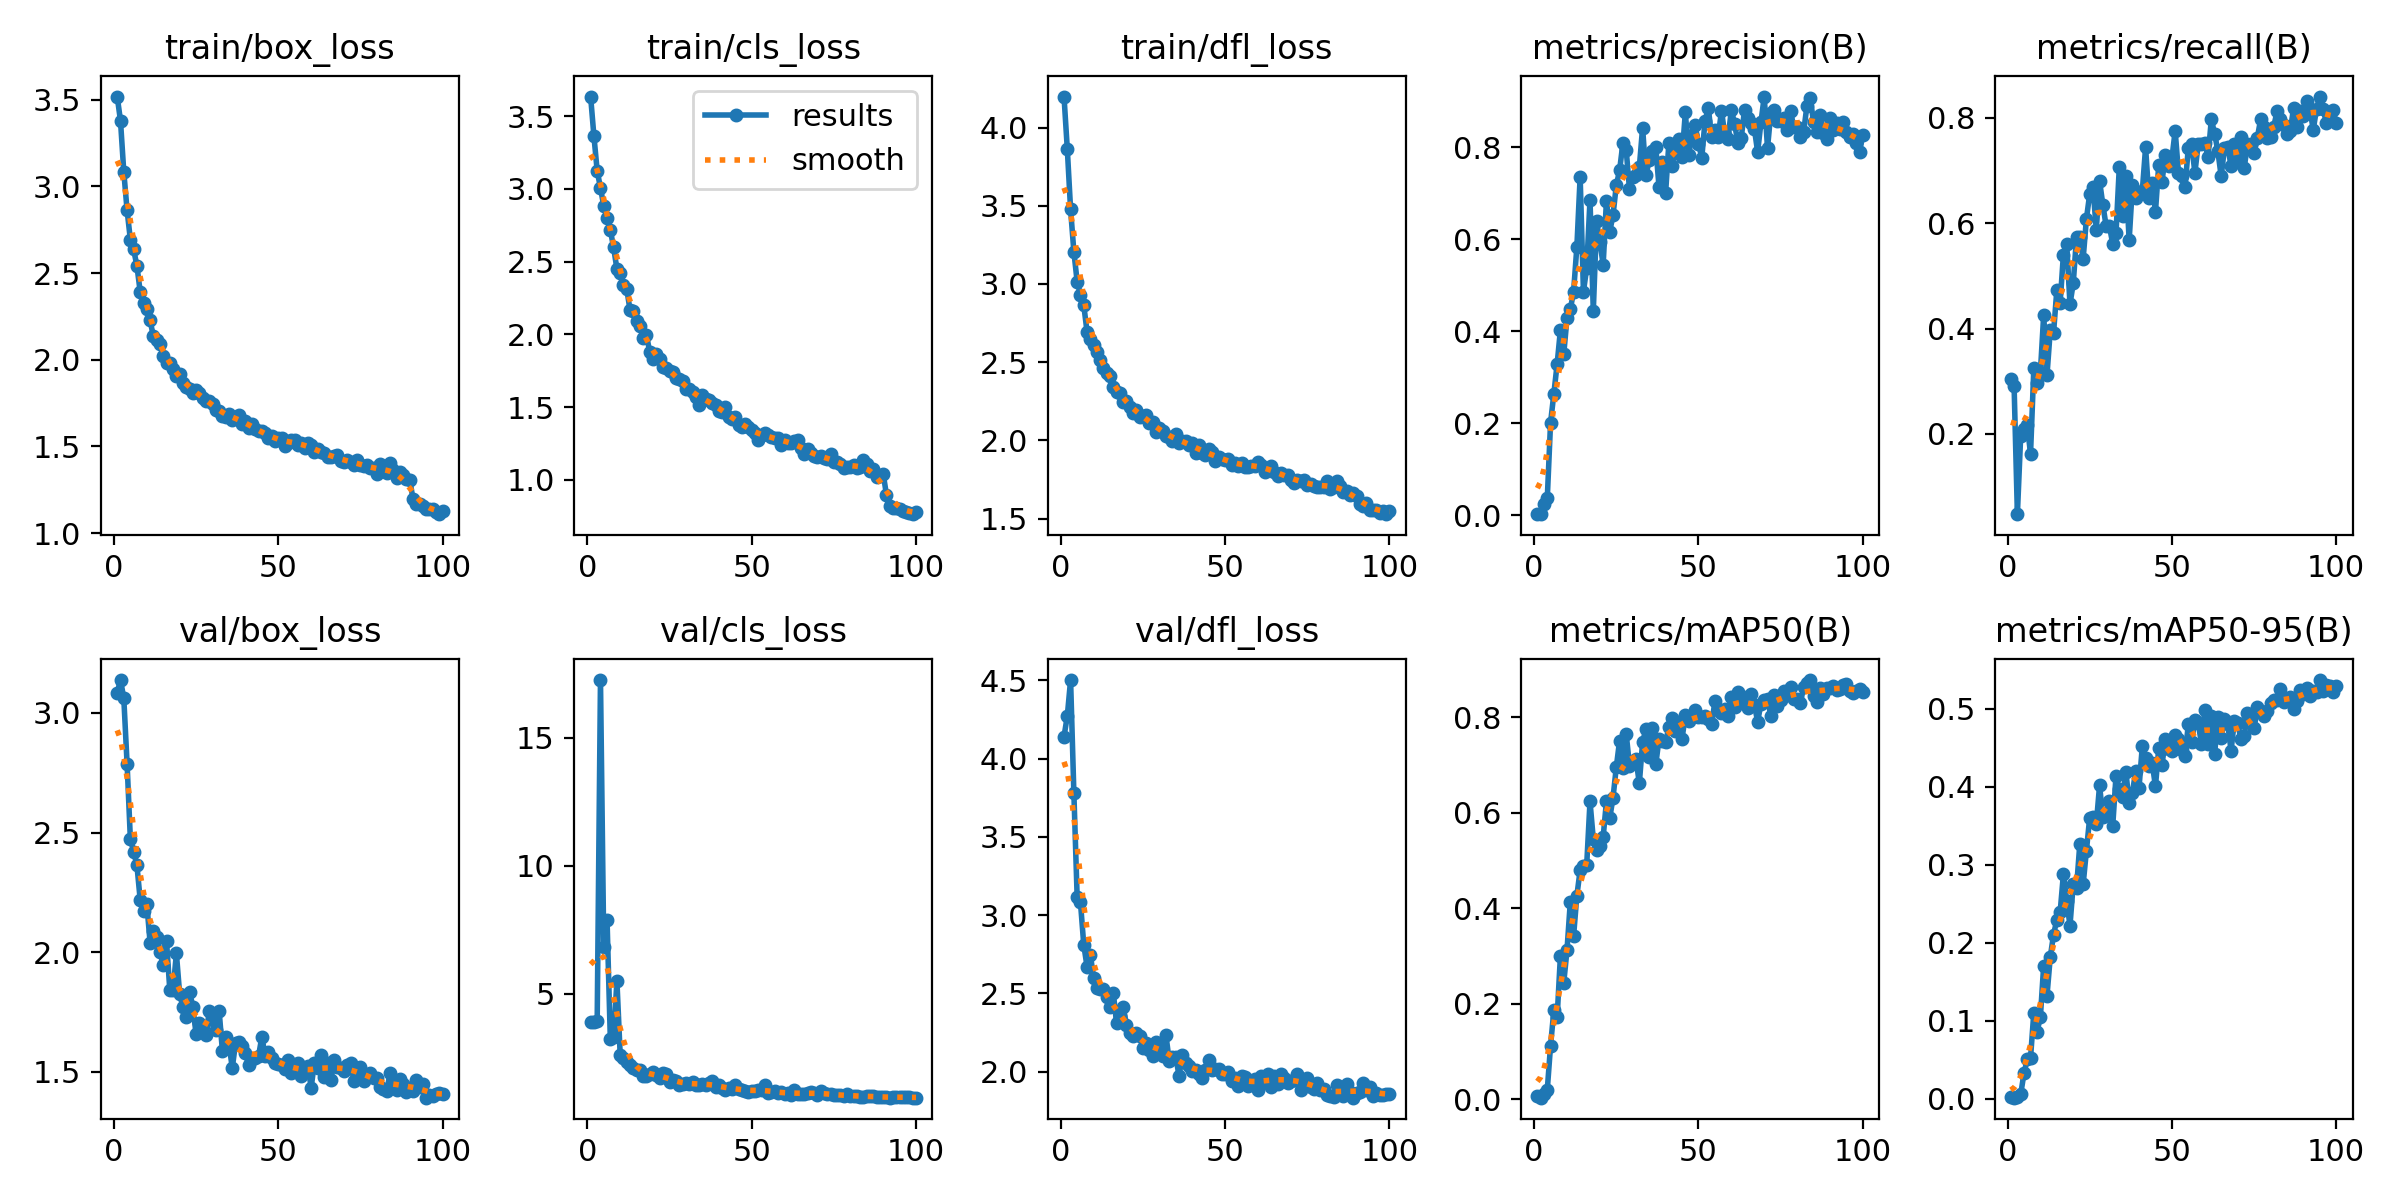 train/box_loss
3.5
3.0
2.5
2.0
1.5
1.0
0 50 100
train/cls_loss
results
smooth
3.5
3.0
2.5
2.0
1.5
1.0
0 50 100
train/dfl_loss
4.0
3.5
3.0
2.5
2.0
1.5
0 50 100
metrics/precision(B)
0.8
0.6
0.4
0.2
0.0
0 50 100
metrics/recall(B)
0.8
0.6
0.4
0.2
0 50 100
val/box_loss
3.0
2.5
2.0
1.5
0 50 100
val/cls_loss
15
10
5
0 50 100
val/dfl_loss
4.5
4.0
3.5
3.0
2.5
2.0
0 50 100
metrics/mAP50(B)
0.8
0.6
0.4
0.2
0.0
0 50 100
metrics/mAP50-95(B)
0.5
0.4
0.3
0.2
0.1
0.0
0 50 100